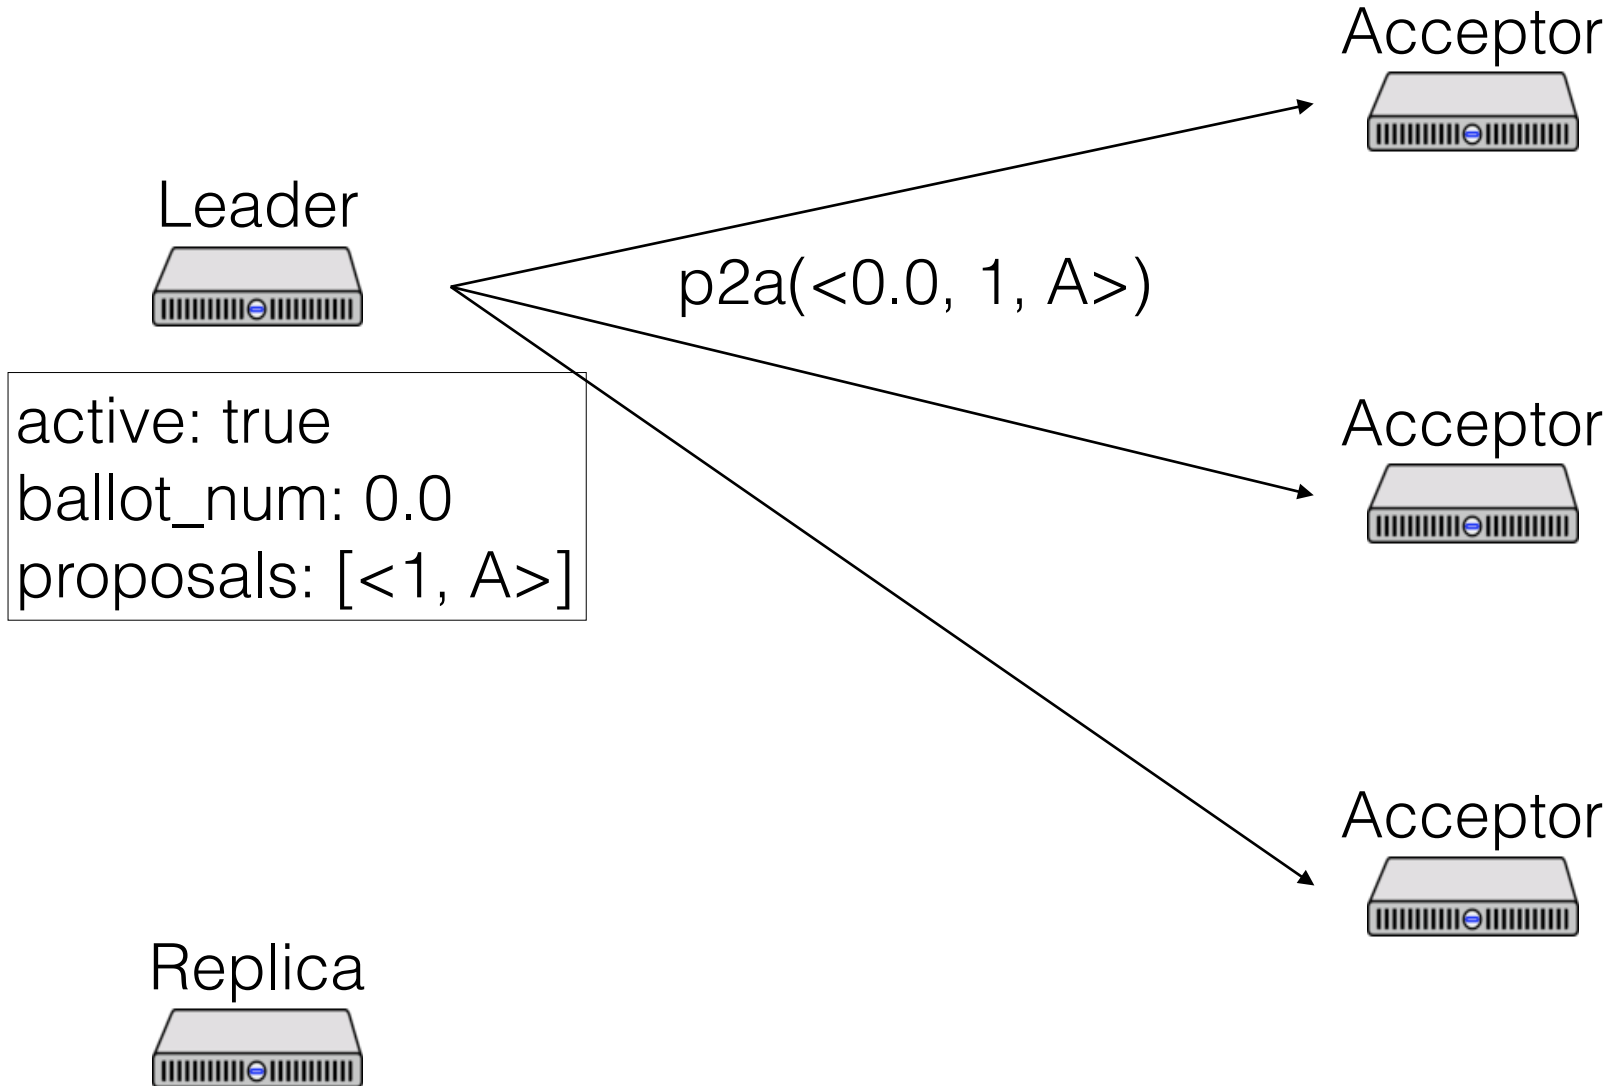 Acceptor
Leader
p2a(<0.0, 1, A>)
active: true
ballot_num: 0.0
proposals: [<1, A>]
Acceptor
Acceptor
Replica